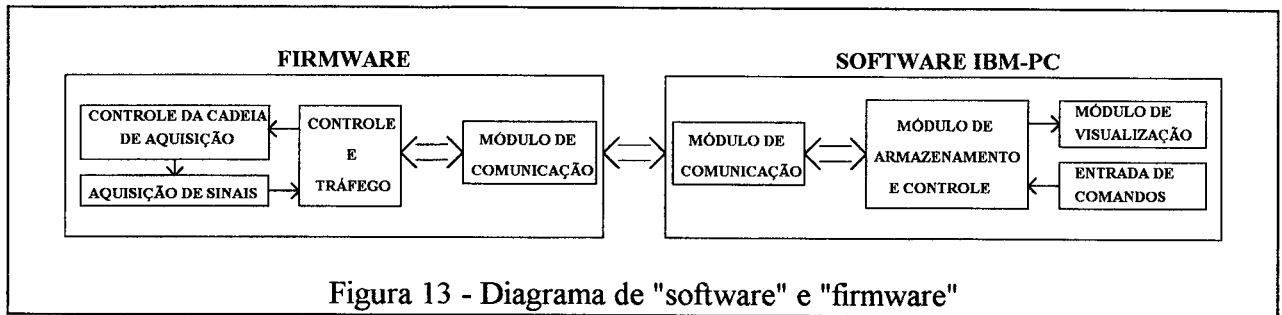 FIRMWARE
CONTROLE DA CADEIA
DE AQUISIÇÃO
AQUISIÇÃO DE SINAIS
CONTROLE
E
TRÁFEGO
MÓDULO DE
COMUNICAÇÃO
SOFTWARE IBM-PC
MÓDULO DE
COMUNICAÇÃO
MÓDULO DE
ARMAZENAMENTO
E CONTROLE
MÓDULO DE
VISUALIZAÇÃO
ENTRADA DE
COMANDOS
Figura 13 - Diagrama de "software" e "firmware"